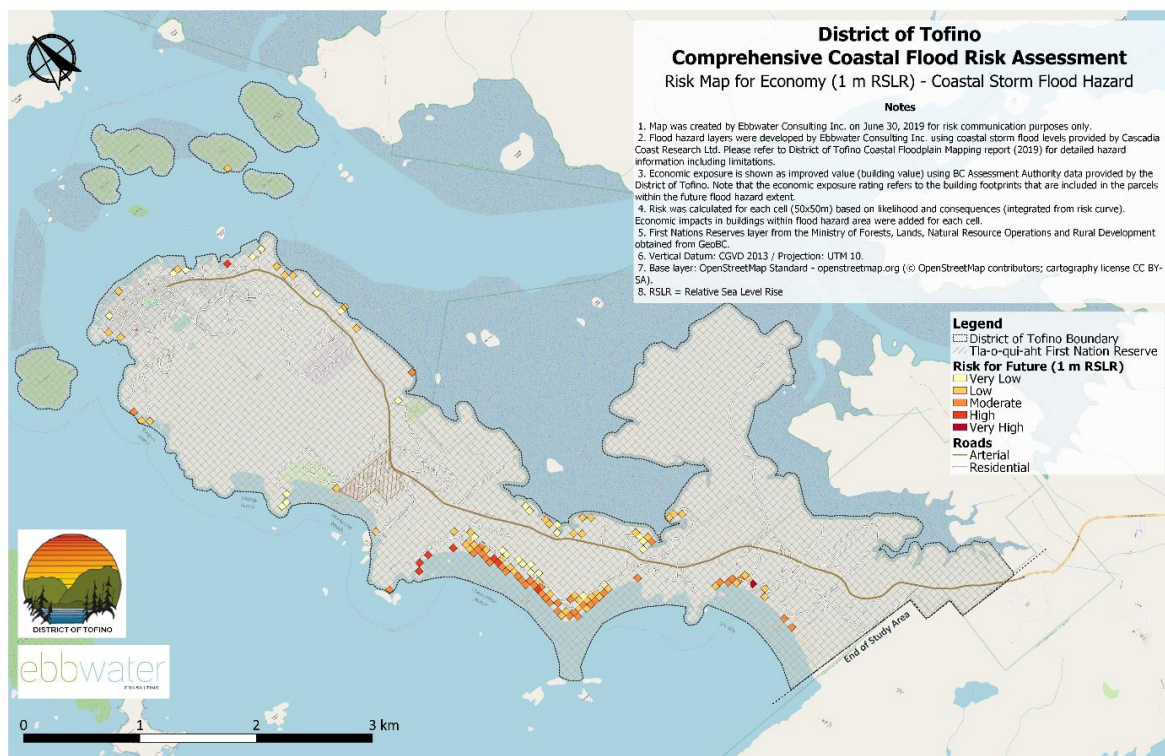 District of Tofino
Comprehensive Coastal Flood Risk Assessment
Risk Map for Economy (1 m RSLR) - Coastal Storm Flood Hazard
Notes
1. Map was created by Ebbwater Consulting Inc. on June 30, 2019 for risk communication purposes only.
2. Flood hazard layers were developed by Ebbwater Consulting Inc. using coastal storm flood levels provided by Cascadia
Coast Research Ltd. Please refer to District of Tofino Coastal Floodplain Mapping report (2019) for detailed hazard
information including limitations.
3. Economic exposure is shown as improved value (building value) using BC Assessment Authority data provided by the
District of Tofino. Note that the economic exposure rating refers to the building footprints that are included in the parcels
within the future flood hazard extent.
4. Risk was calculated for each cell (50x50m) based on likelihood and consequences (integrated from risk curve).
Economic impacts in buildings within flood hazard area were added for each cell.
5. First Nations Reserves layer from the Ministry of Forests, Lands, Natural Resource Operations and Rural Development
obtained from GeoBC.
6. Vertical Datum: CGVD 2013 / Projection: UTM 10.
7. Base layer: OpenStreetMap Standard - openstreetmap.org (© OpenStreetMap contributors; cartography license CC BY-
SA).
8. RSLR = Relative Sea Level Rise
Legend
District of Tofino Boundary
Tla-o-qui-aht First Nation Reserve
Risk for Future (1 m RSLR)
Very Low
Low
Moderate
High
Very High
Roads
Arterial
Residential
End of Study Area
DISTRICT OF TOFINO
ebbwater
CONSULTING
0 1 2 3 km